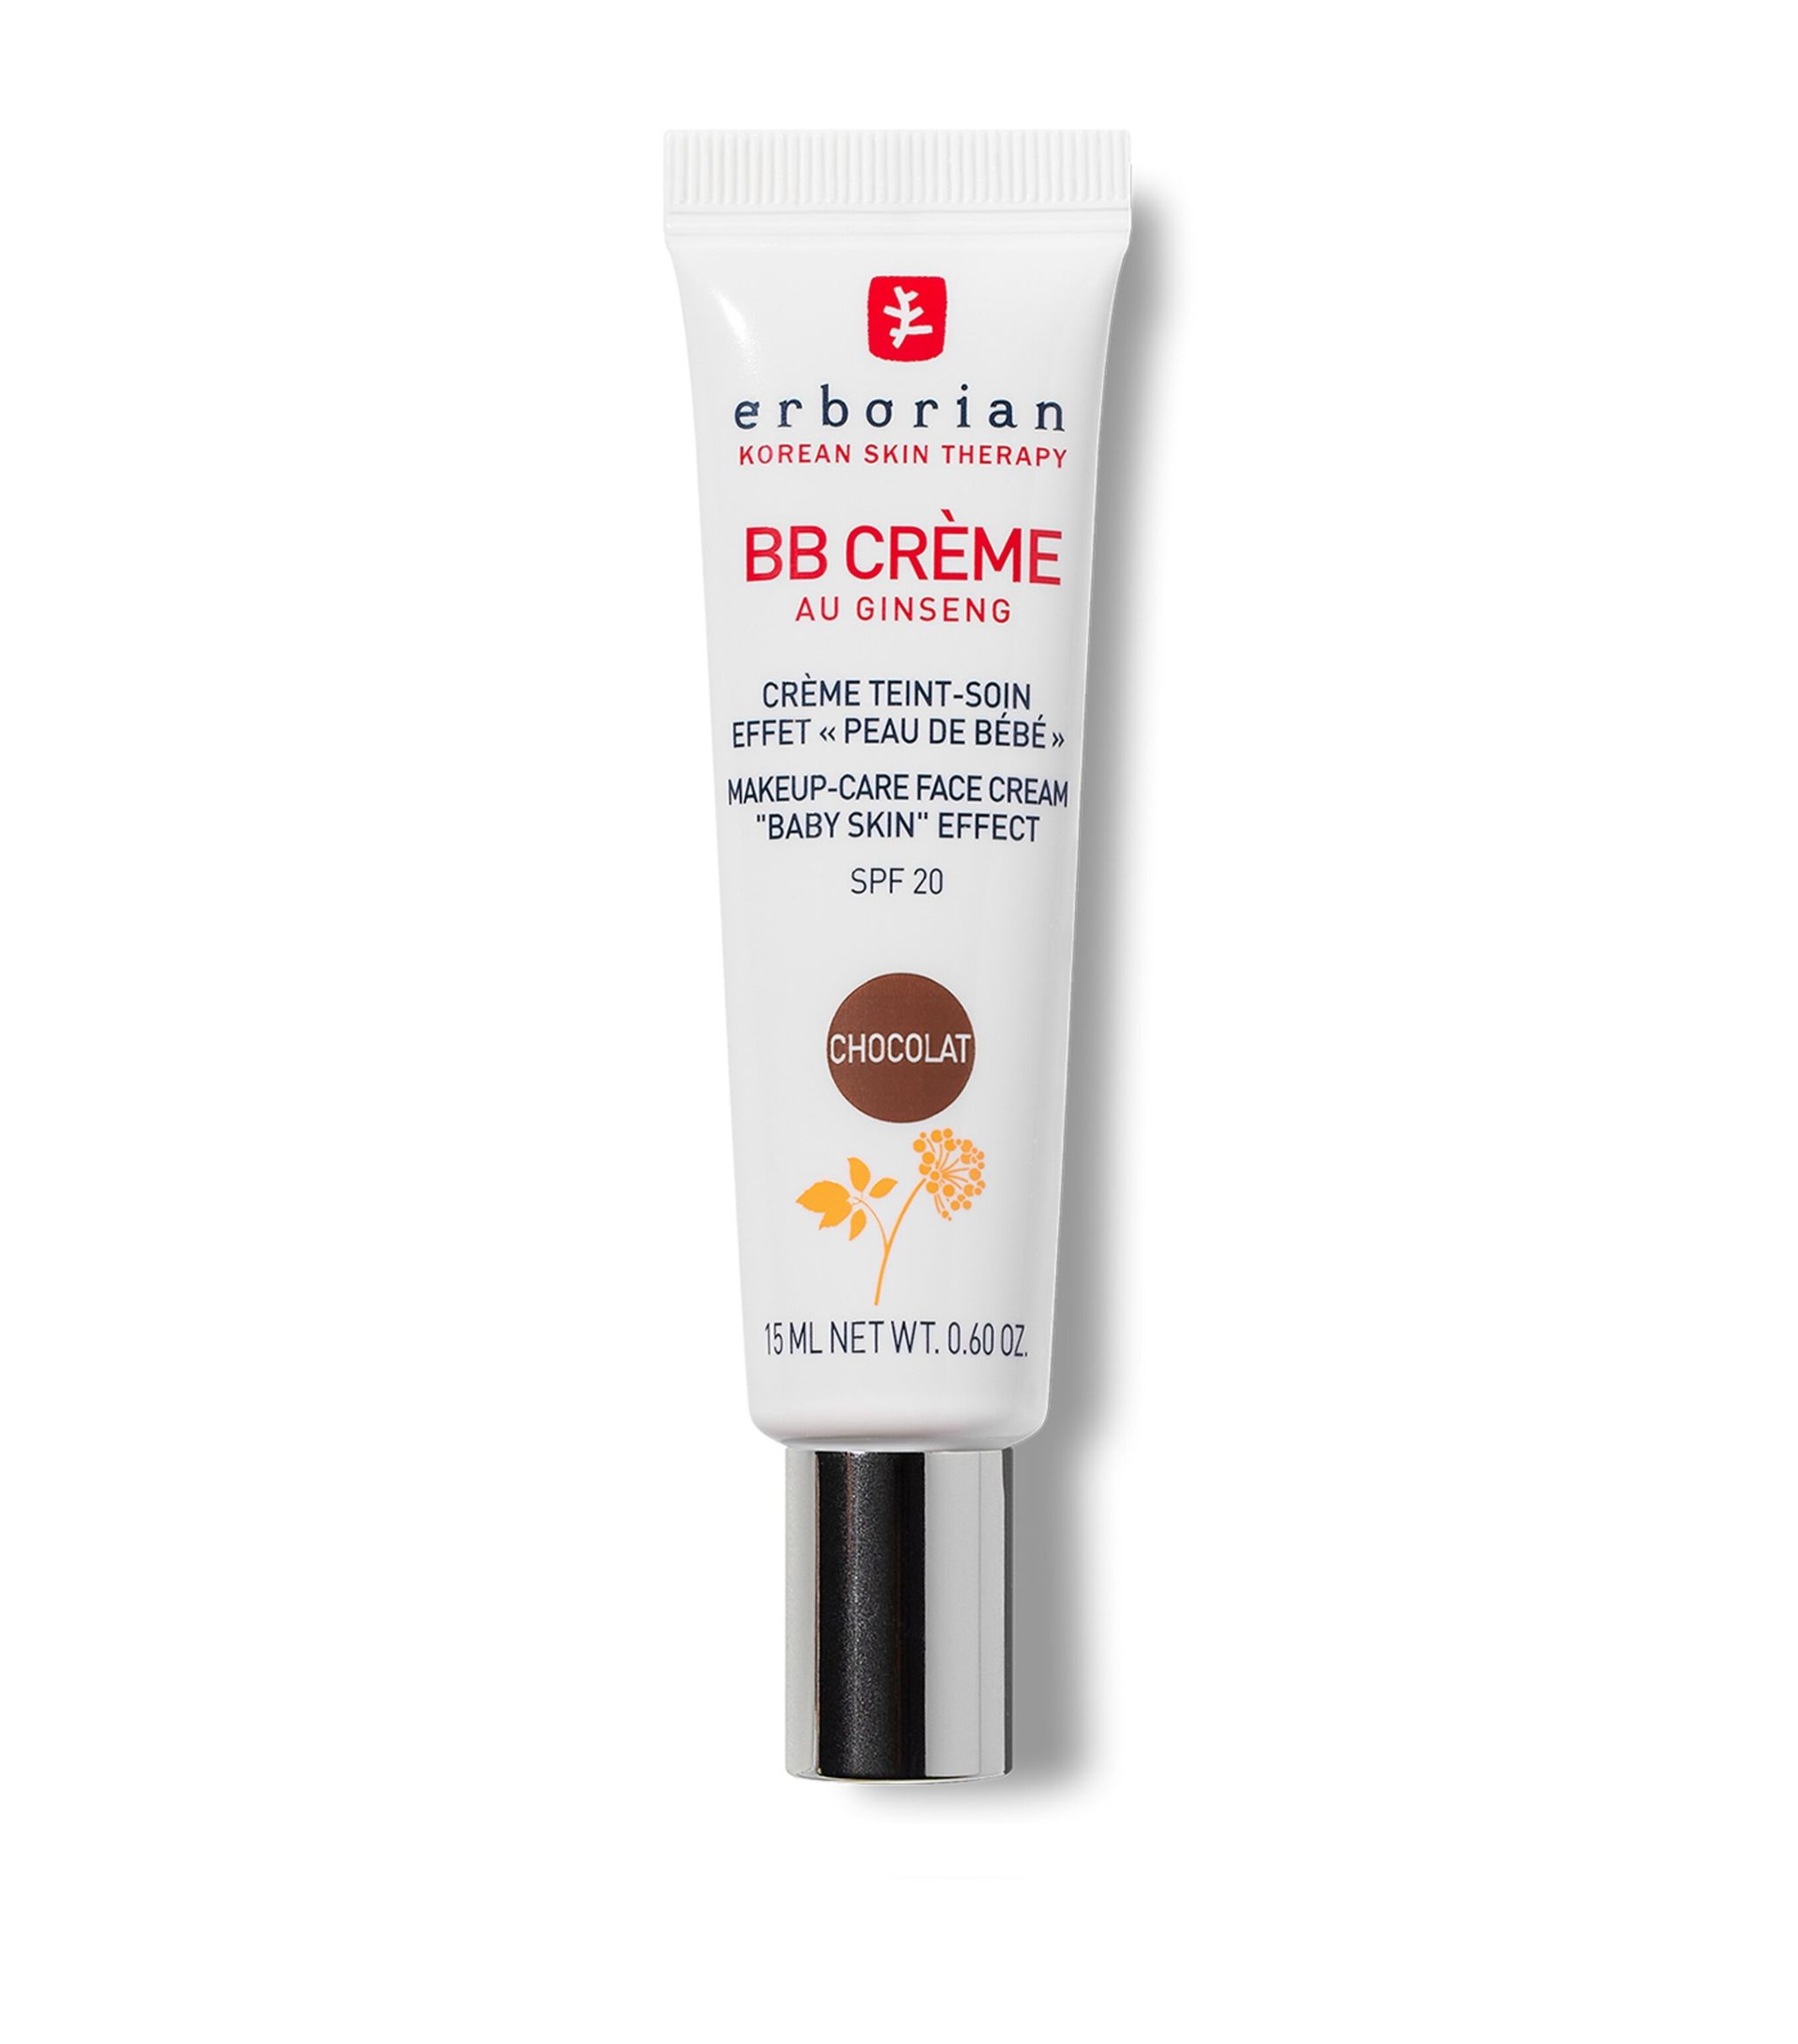 erborian
KOREAN SKIN THERAPY
BB CRÈME
AU GINSENG
CRÈME TEINT-SOIN
EFFET « PEAU DE BÉBÉ »
MAKEUP-CARE FACE CREAM
"BABY SKIN" EFFECT
SPF 20
CHOCOLAT
15 ML NET WT. 0.60 OZ.